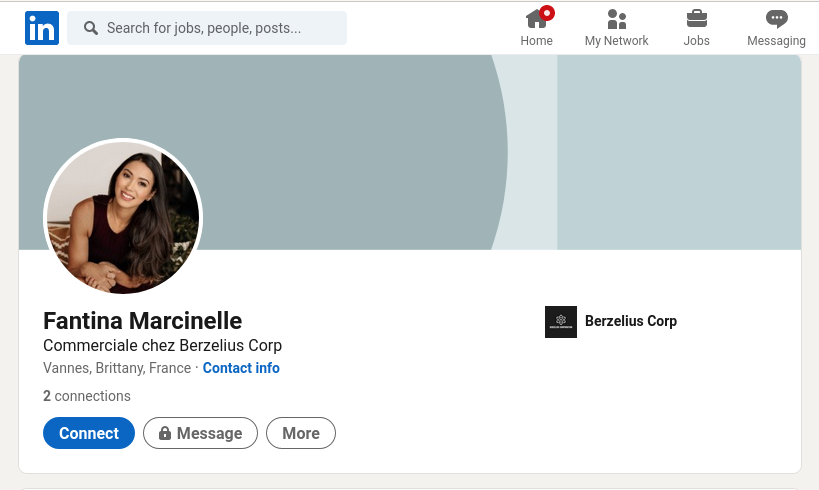 in
Search for jobs, people, posts...
Home
My Network
Jobs
Messaging
Fantina Marcinelle
Berzelius Corp
Commerciale chez Berzelius Corp
Vannes, Brittany, France · Contact info
2 connections
Connect
Message
More